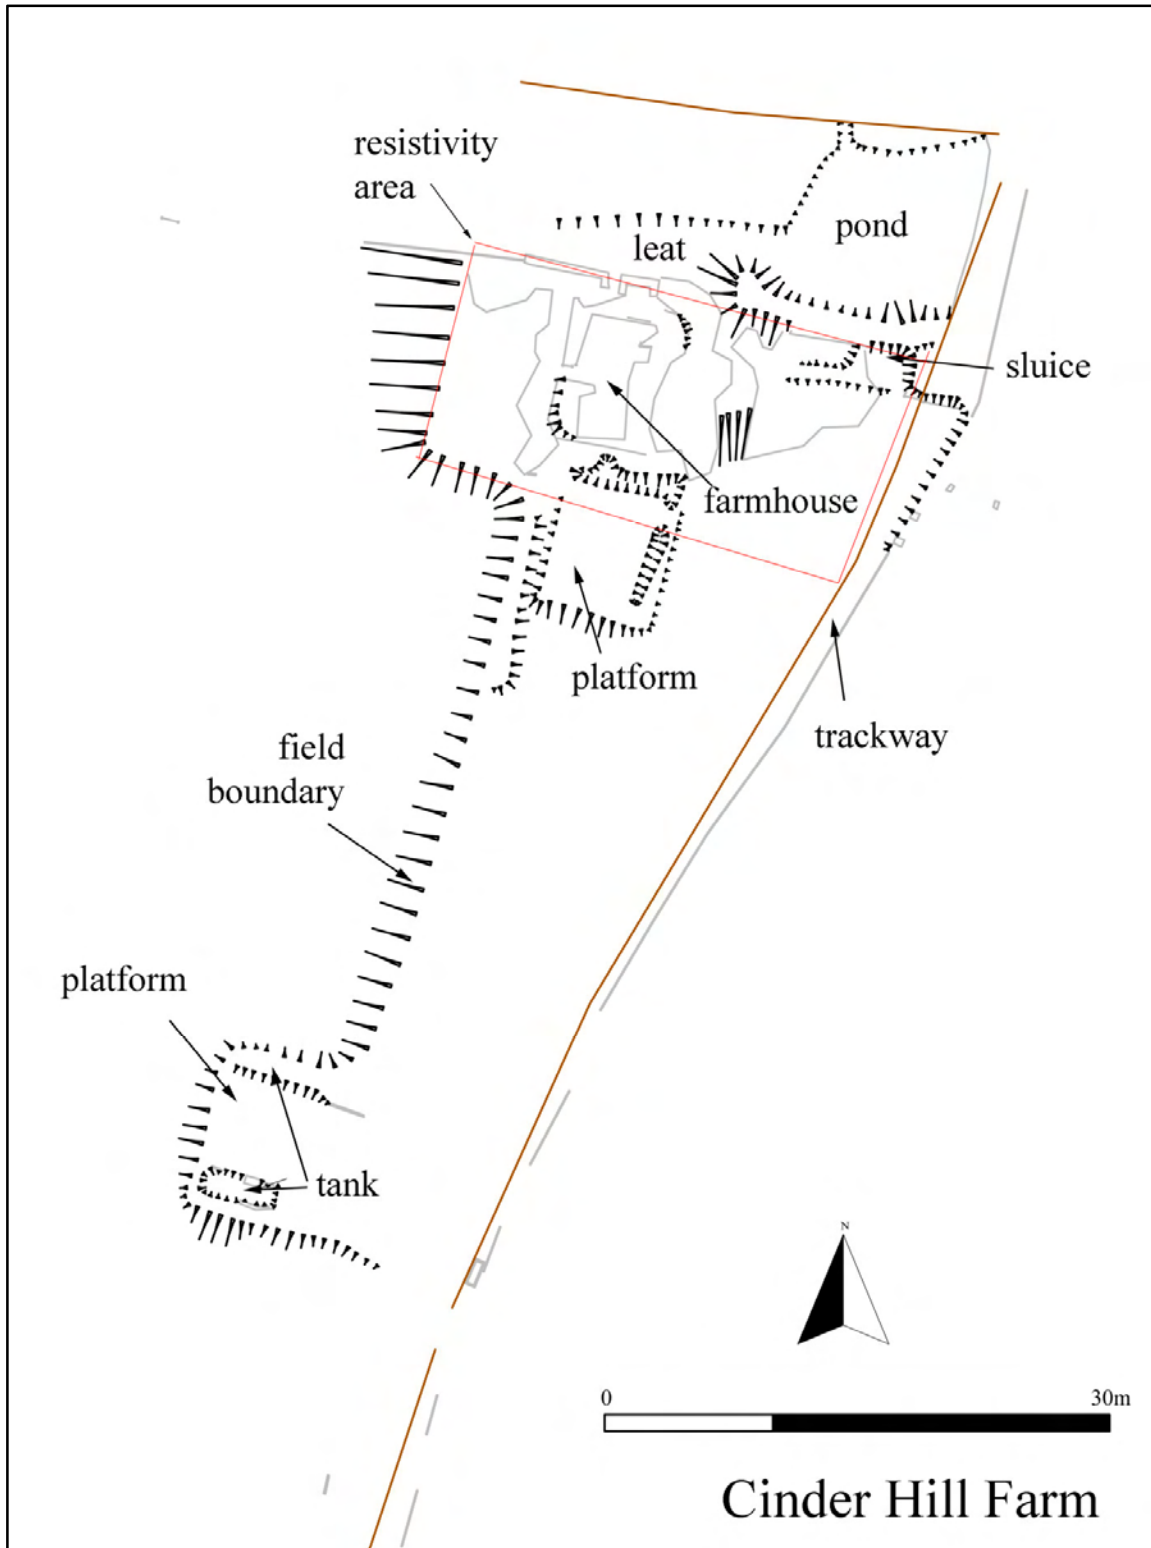 resistivity
area
pond
leat
sluice
farmhouse
platform
trackway
field
boundary
platform
tank
N
0 30m
Cinder Hill Farm